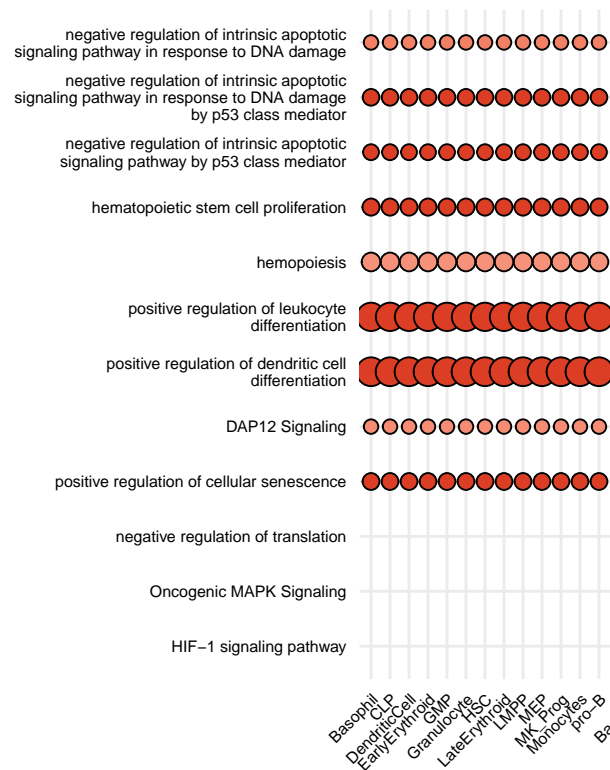 negative regulation of intrinsic apoptotic
signaling pathway in response to DNA damage
negative regulation of intrinsic apoptotic
signaling pathway in response to DNA damage
by p53 class mediator
negative regulation of intrinsic apoptotic
signaling pathway by p53 class mediator
hematopoietic stem cell proliferation
hemopoiesis
positive regulation of leukocyte
differentiation
positive regulation of dendritic cell
differentiation
DAP12 Signaling
positive regulation of cellular senescence
negative regulation of translation
Oncogenic MAPK Signaling
HIF−1 signaling pathway
Basophil
CLP
DendriticCell
EarlyErythroid
GMP
Granulocyte
HSC
LateErythroid
LMPP
MEP
MK_Prog
Monocytes
pro−B
Ba